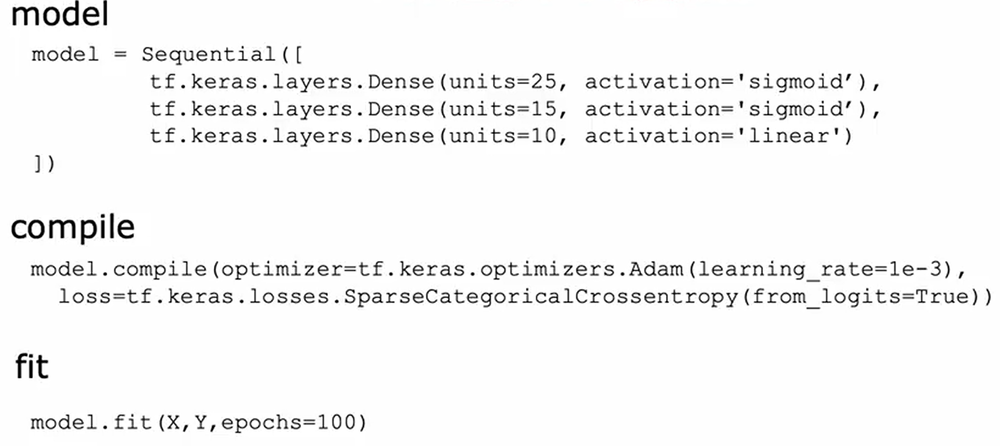 model
model = Sequential([
tf.keras.layers.Dense(units=25, activation='sigmoid’),
tf.keras.layers.Dense(units=15, activation='sigmoid’),
tf.keras.layers.Dense(units=10, activation='linear')
])
compile
model.compile(optimizer=tf.keras.optimizers.Adam(learning_rate=1e-3),
loss=tf.keras.losses.SparseCategoricalCrossentropy(from_logits=True))
fit
model.fit(X,Y,epochs=100)